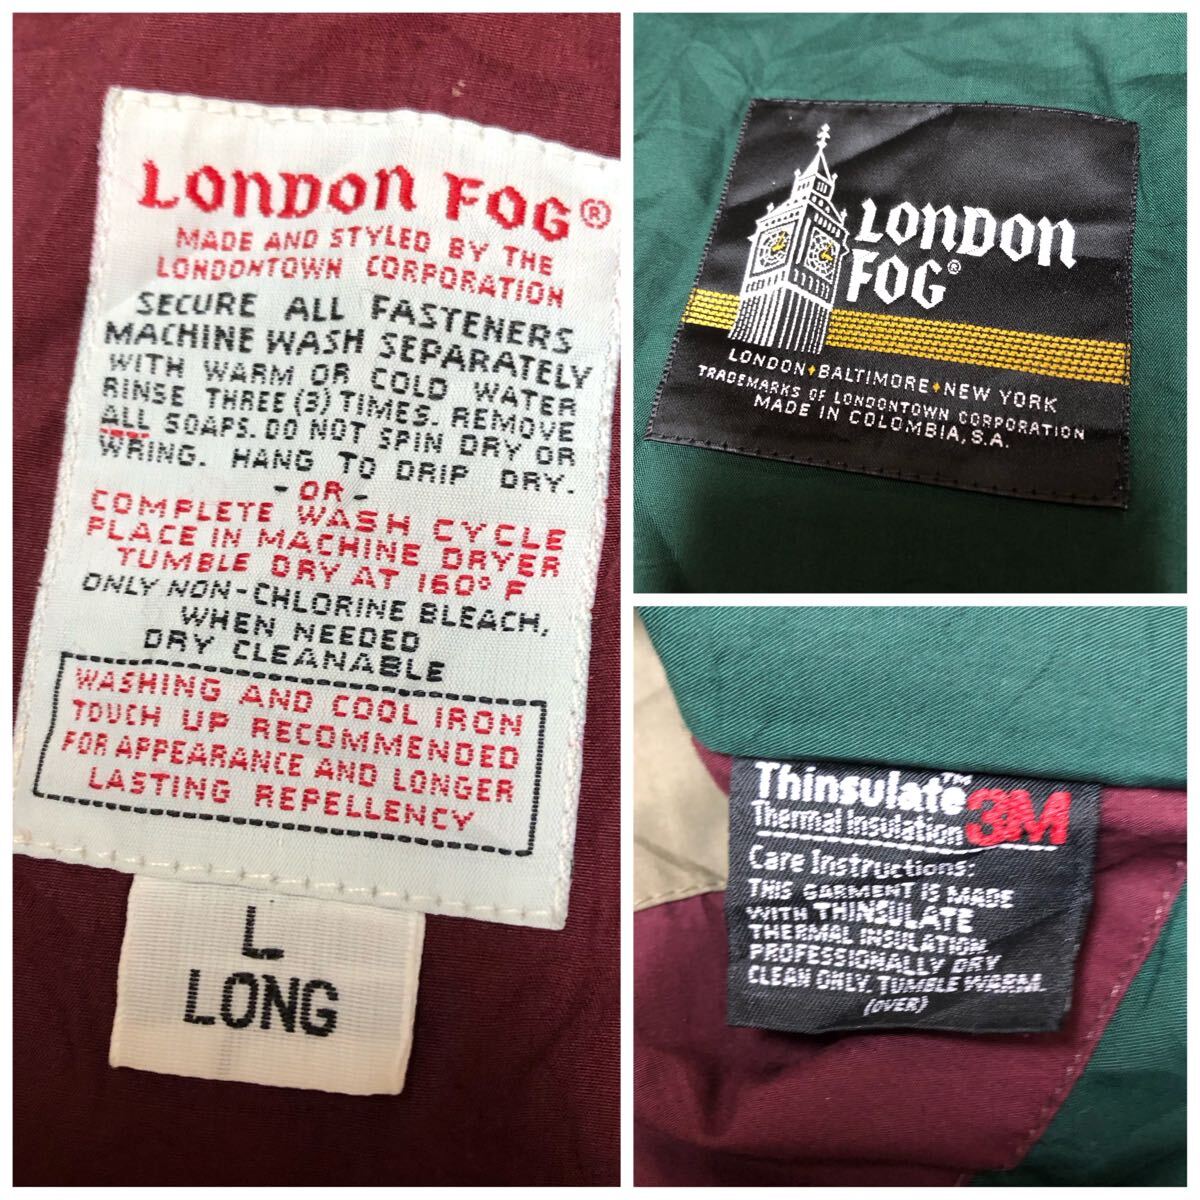 LONDON FOG®
MADE AND STYLED BY THE
LONDONTOWN CORPORATION
SECURE ALL FASTENERS
MACHINE WASH SEPARATELY
WITH WARM OR COLD WATER
RINSE THREE (3) TIMES. REMOVE
ALL SOAPS. DO NOT SPIN DRY OR
WRING. HANG TO DRIP DRY.
-OR-
COMPLETE WASH CYCLE
PLACE IN MACHINE DRYER
TUMBLE DRY AT 160° F
ONLY NON-CHLORINE BLEACH,
WHEN NEEDED
DRY CLEANABLE
WASHING AND COOL IRON
TOUCH UP RECOMMENDED
FOR APPEARANCE AND LONGER
LASTING REPELLENCY
L
LONG
LONDON
FOG®
LONDON♦BALTIMORE♦NEW YORK
TRADEMARKS OF LONDONTOWN CORPORATION
MADE IN COLOMBIA, S.A.
Thinsulate™ 3M
Thermal Insulation
Care Instructions:
THIS GARMENT IS MADE
WITH THINSULATE
THERMAL INSULATION.
PROFESSIONALLY DRY
CLEAN ONLY. TUMBLE WARM.
(OVER)